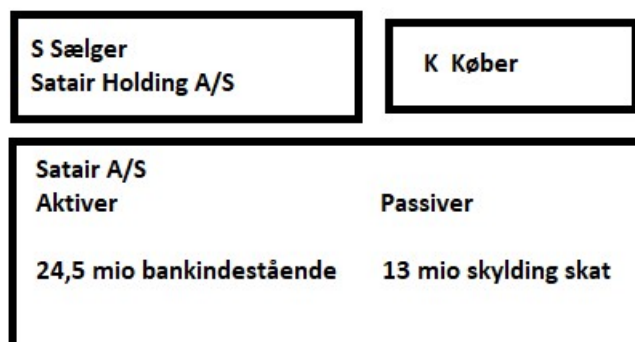 S Sælger
Satair Holding A/S
K Køber
Satair A/S
Aktiver Passiver
24,5 mio bankindestående 13 mio skylding skat